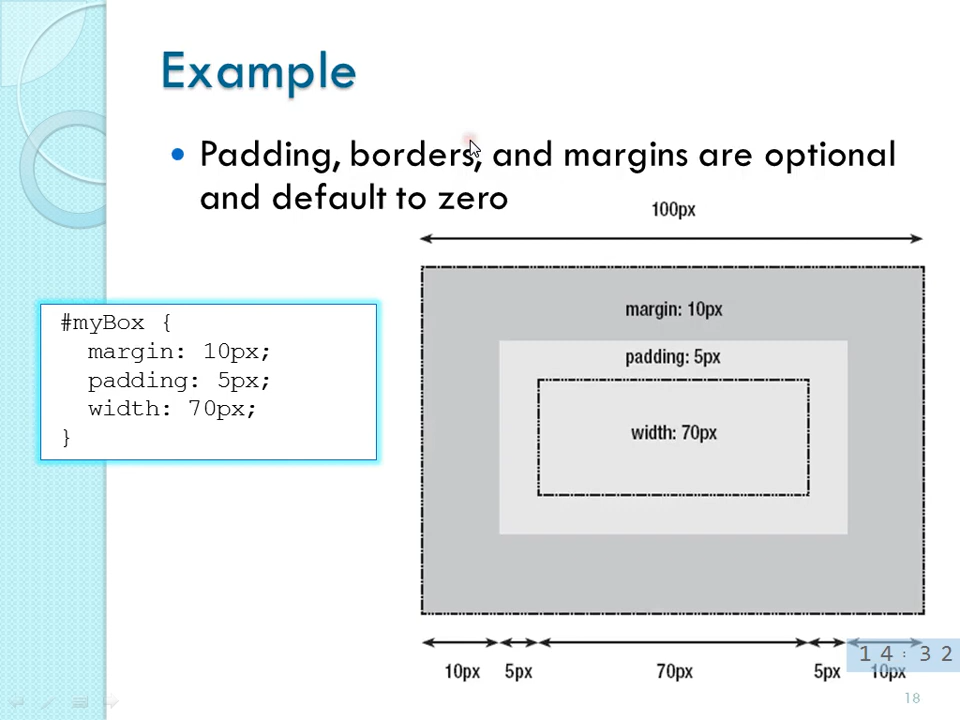 Example
Padding, borders, and margins are optional
and default to zero
100px
#myBox {
margin: 10px;
padding: 5px;
width: 70px;
}
margin: 10px
padding: 5px
width: 70px
10px 5px 70px 5px 10px
14:32
18